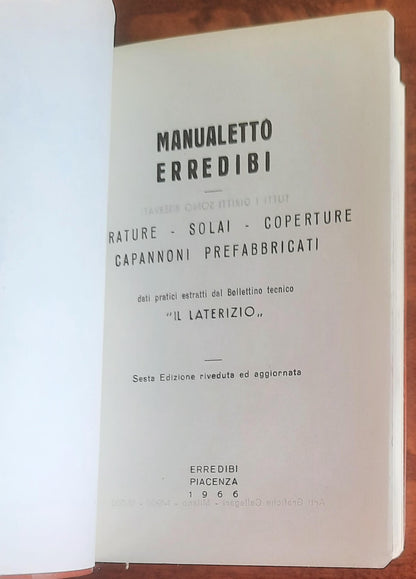 MANUALETTO
ERREDIBI
RATURE - SOLAI - COPERTURE
CAPANNONI PREFABBRICATI
dati pratici estratti dal Bollettino tecnico
"IL LATERIZIO„
Sesta Edizione riveduta ed aggiornata
ERREDIBI
PIACENZA
1966